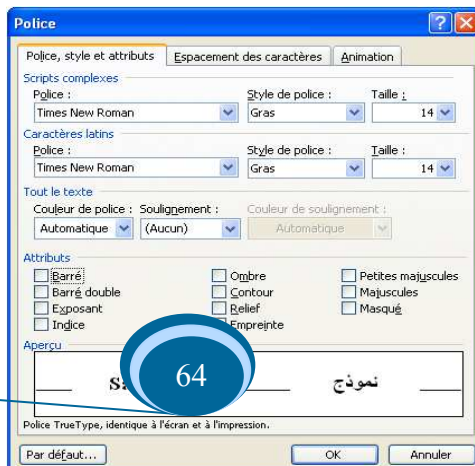 Police
Police, style et attributs Espacement des caractères Animation
Scripts complexes
Police : Style de police : Taille :
Times New Roman Gras 14
Caractères latins
Police : Style de police : Taille :
Times New Roman Gras 14
Tout le texte
Couleur de police : Soulignement : Couleur de soulignement :
Automatique (Aucun) Automatique
Attributs
Barré Ombre Petites majuscules
Barré double Contour Majuscules
Exposant Relief Masqué
Indice Empreinte
Aperçu
64 نموذج
Police TrueType, identique à l'écran et à l'impression.
Par défaut... OK Annuler